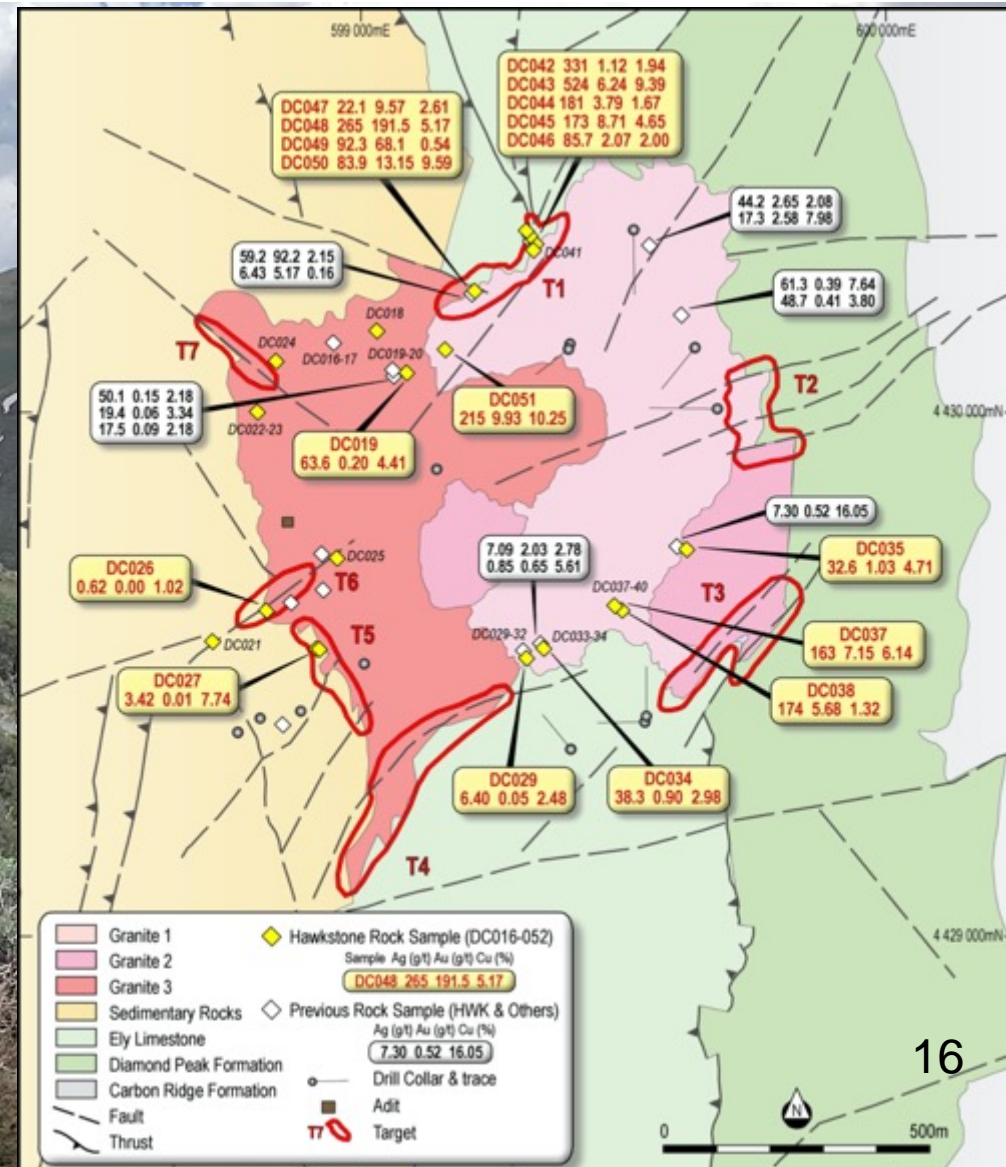 599 000mE
600 000mE
DC042 331 1.12 1.94
DC043 524 6.24 9.39
DC044 181 3.79 1.67
DC045 173 8.71 4.65
DC046 85.7 2.07 2.00
DC047 22.1 9.57 2.61
DC048 265 191.5 5.17
DC049 92.3 68.1 0.54
DC050 83.9 13.15 9.59
44.2 2.65 2.08
17.3 2.58 7.98
59.2 92.2 2.15
6.43 5.17 0.16
DC041
T1
61.3 0.39 7.64
48.7 0.41 3.80
DC018
T7
DC024
DC016-17
DC019-20
T2
50.1 0.15 2.18
19.4 0.06 3.34
17.5 0.09 2.18
DC022-23
DC051
215 9.93 10.25
4 430 000mN
DC019
63.6 0.20 4.41
7.30 0.52 16.05
DC035
32.6 1.03 4.71
7.09 2.03 2.78
0.85 0.65 5.61
DC025
DC026
0.62 0.00 1.02
T6
DC037-40
T3
DC021
T5
DC029-32
DC033-34
DC037
163 7.15 6.14
DC027
3.42 0.01 7.74
DC038
174 5.68 1.32
DC029
6.40 0.05 2.48
DC034
38.3 0.90 2.98
T4
4 429 000mN
Granite 1
Granite 2
Granite 3
Sedimentary Rocks
Ely Limestone
Diamond Peak Formation
Carbon Ridge Formation
Fault
Thrust
Hawkstone Rock Sample (DC016-052)
Sample Ag (g/t) Au (g/t) Cu (%)
DC048 265 191.5 5.17
Previous Rock Sample (HWK & Others)
Ag (g/t) Au (g/t) Cu (%)
7.30 0.52 16.05
Drill Collar & trace
Adit
T7 Target
16
N
0 500m